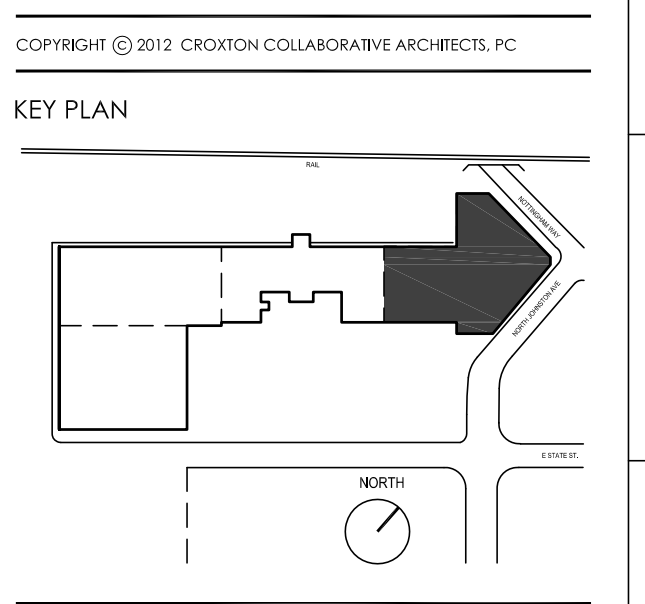 COPYRIGHT © 2012 CROXTON COLLABORATIVE ARCHITECTS, PC
KEY PLAN
RAIL
NOTTINGHAM WAY
NORTH JOHNSTON AVE
E STATE ST.
NORTH